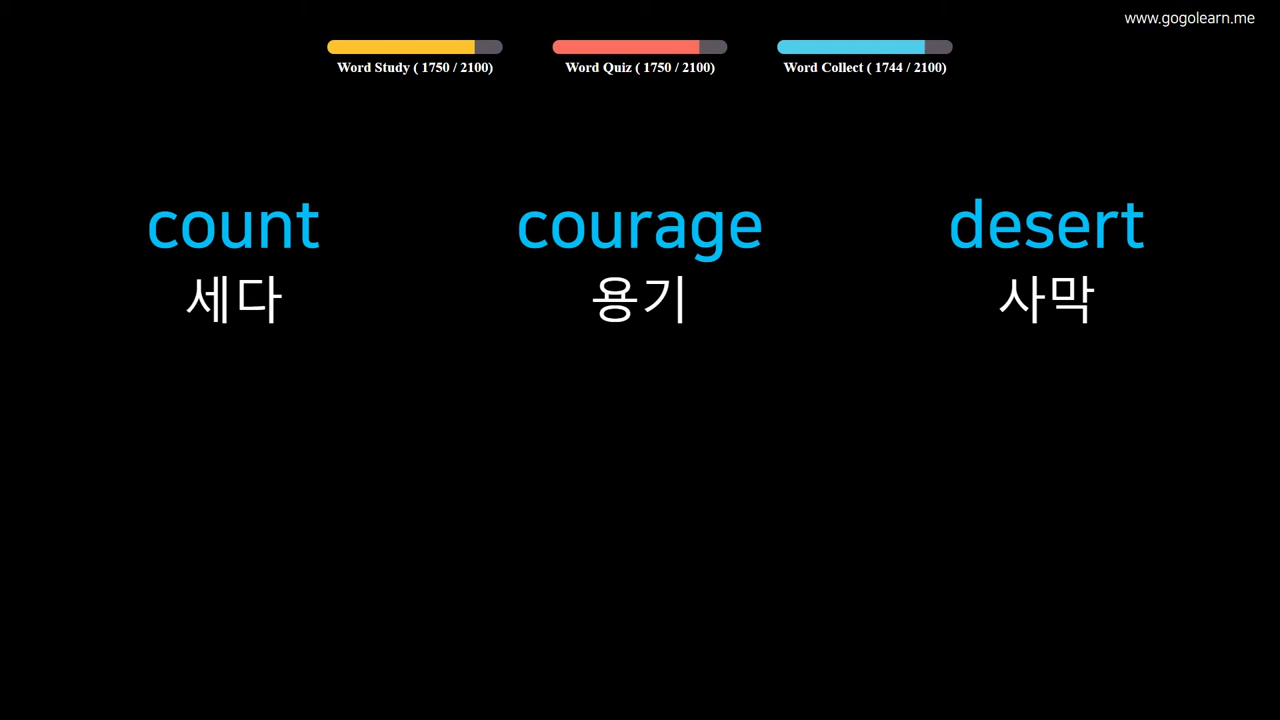 www.gogolearn.me
Word Study ( 1750 / 2100)
Word Quiz ( 1750 / 2100)
Word Collect ( 1744 / 2100)
count
courage
desert
세다
용기
사막